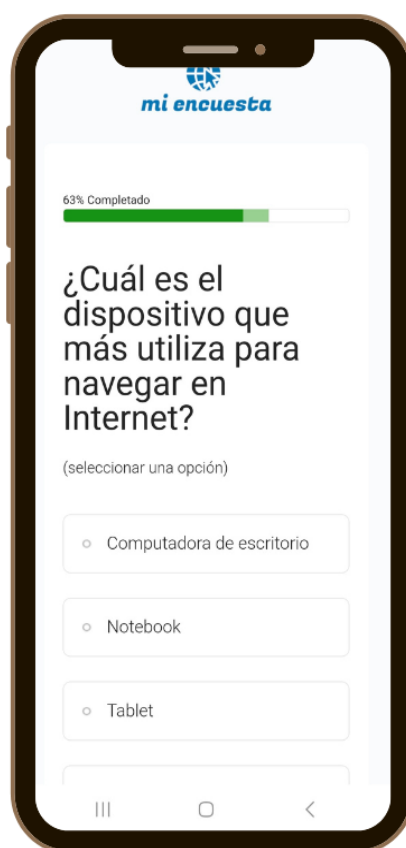 mi encuesta
63% Completado
¿Cuál es el
dispositivo que
más utiliza para
navegar en
Internet?
(seleccionar una opción)
Computadora de escritorio
Notebook
Tablet